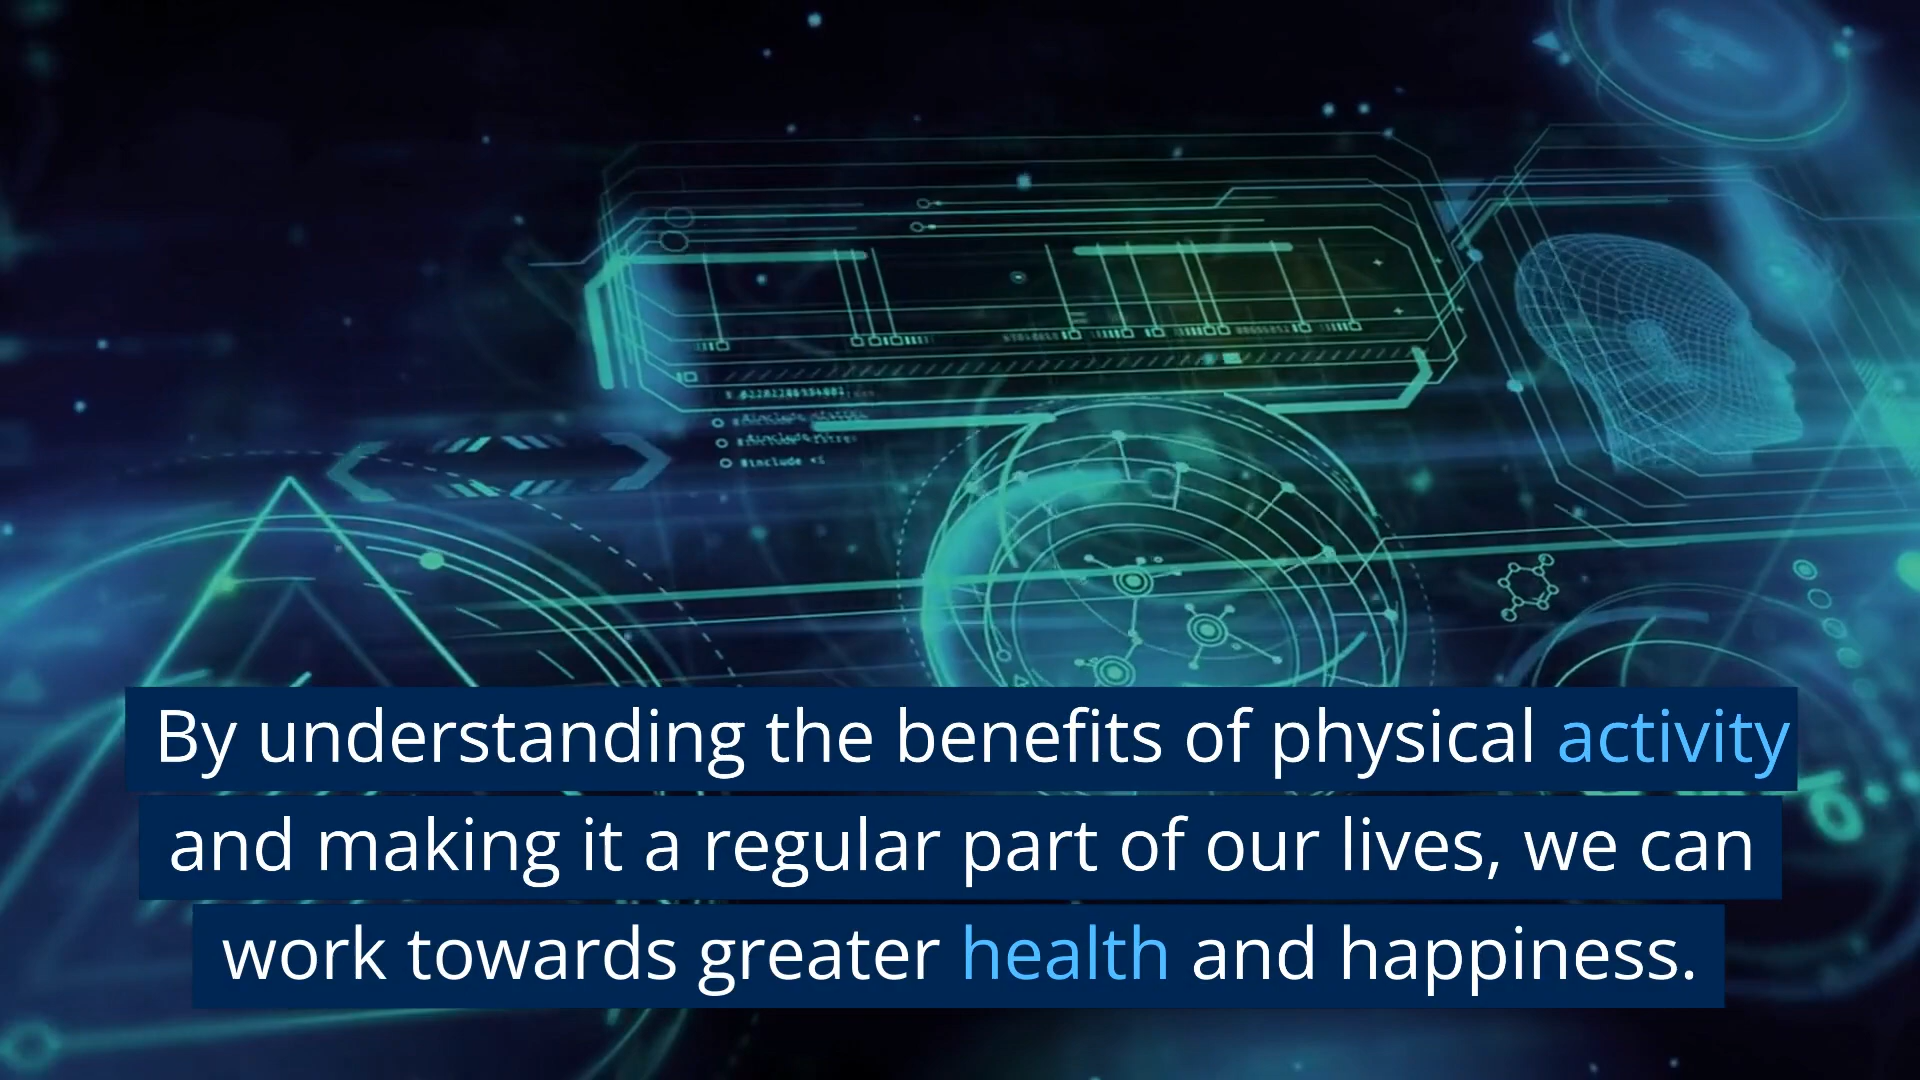 #include <s
By understanding the benefits of physical activity
and making it a regular part of our lives, we can
work towards greater health and happiness.